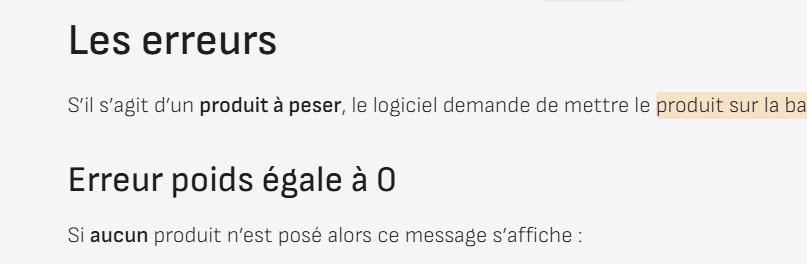 Les erreurs
S’il s’agit d’un produit à peser, le logiciel demande de mettre le produit sur la ba
Erreur poids égale à 0
Si aucun produit n’est posé alors ce message s’affiche :